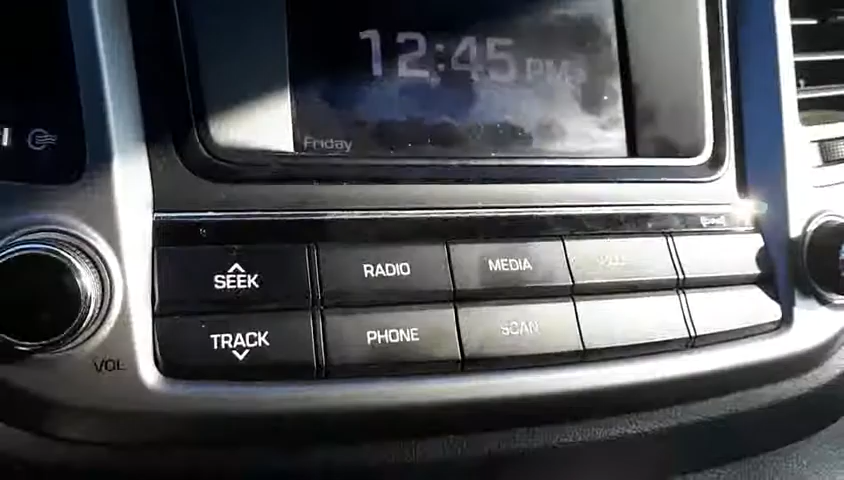 12:45 PM
Friday
SEEK
RADIO
MEDIA
TRACK
PHONE
SCAN
VOL